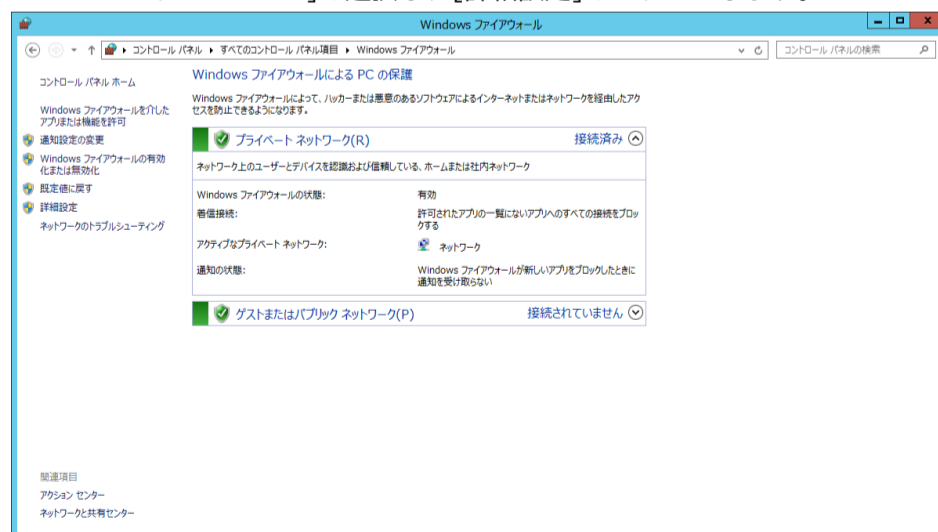 Windows ファイアウォール
コントロール パネル ▸ すべてのコントロール パネル項目 ▸ Windows ファイアウォール
コントロール パネルの検索
コントロール パネル ホーム
Windows ファイアウォールを介した
アプリまたは機能を許可
通知設定の変更
Windows ファイアウォールの有効
化または無効化
既定値に戻す
詳細設定
ネットワークのトラブルシューティング
Windows ファイアウォールによる PC の保護
Windows ファイアウォールによって、ハッカーまたは悪意のあるソフトウェアによるインターネットまたはネットワークを経由したアク
セスを防止できるようになります。
プライベート ネットワーク(R) 接続済み
ネットワーク上のユーザーとデバイスを認識および信頼している、ホームまたは社内ネットワーク
Windows ファイアウォールの状態: 有効
着信接続: 許可されたアプリの一覧にないアプリへのすべての接続をブロッ
クする
アクティブなプライベート ネットワーク: ネットワーク
通知の状態: Windows ファイアウォールが新しいアプリをブロックしたときに
通知を受け取らない
ゲストまたはパブリック ネットワーク(P) 接続されていません
関連項目
アクション センター
ネットワークと共有センター